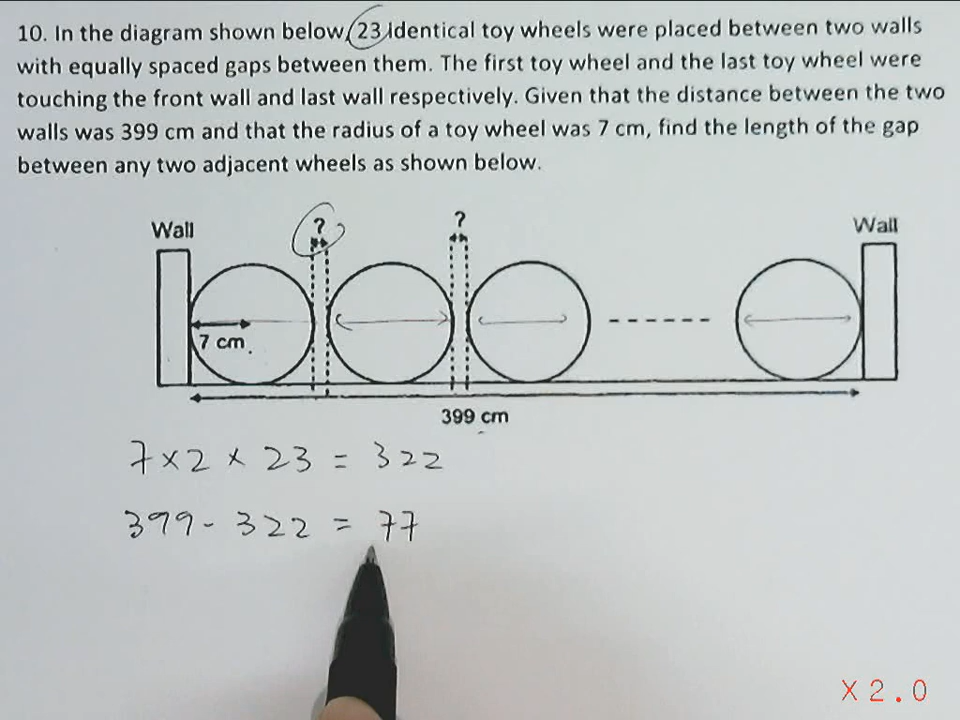 10. In the diagram shown below, 23 Identical toy wheels were placed between two walls
with equally spaced gaps between them. The first toy wheel and the last toy wheel were
touching the front wall and last wall respectively. Given that the distance between the two
walls was 399 cm and that the radius of a toy wheel was 7 cm, find the length of the gap
between any two adjacent wheels as shown below.
? ?
Wall Wall
7 cm
399 cm
7 × 2 × 23 = 322
399 - 322 = 77
X 2.0